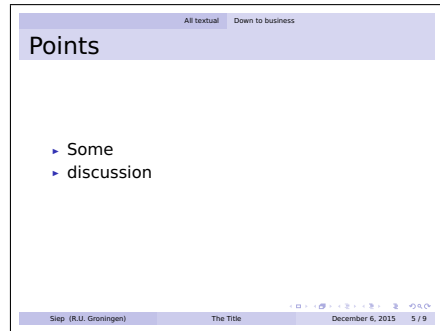 All textual Down to business
Points
Some
discussion
Siep (R.U. Groningen) The Title December 6, 2015 5 / 9